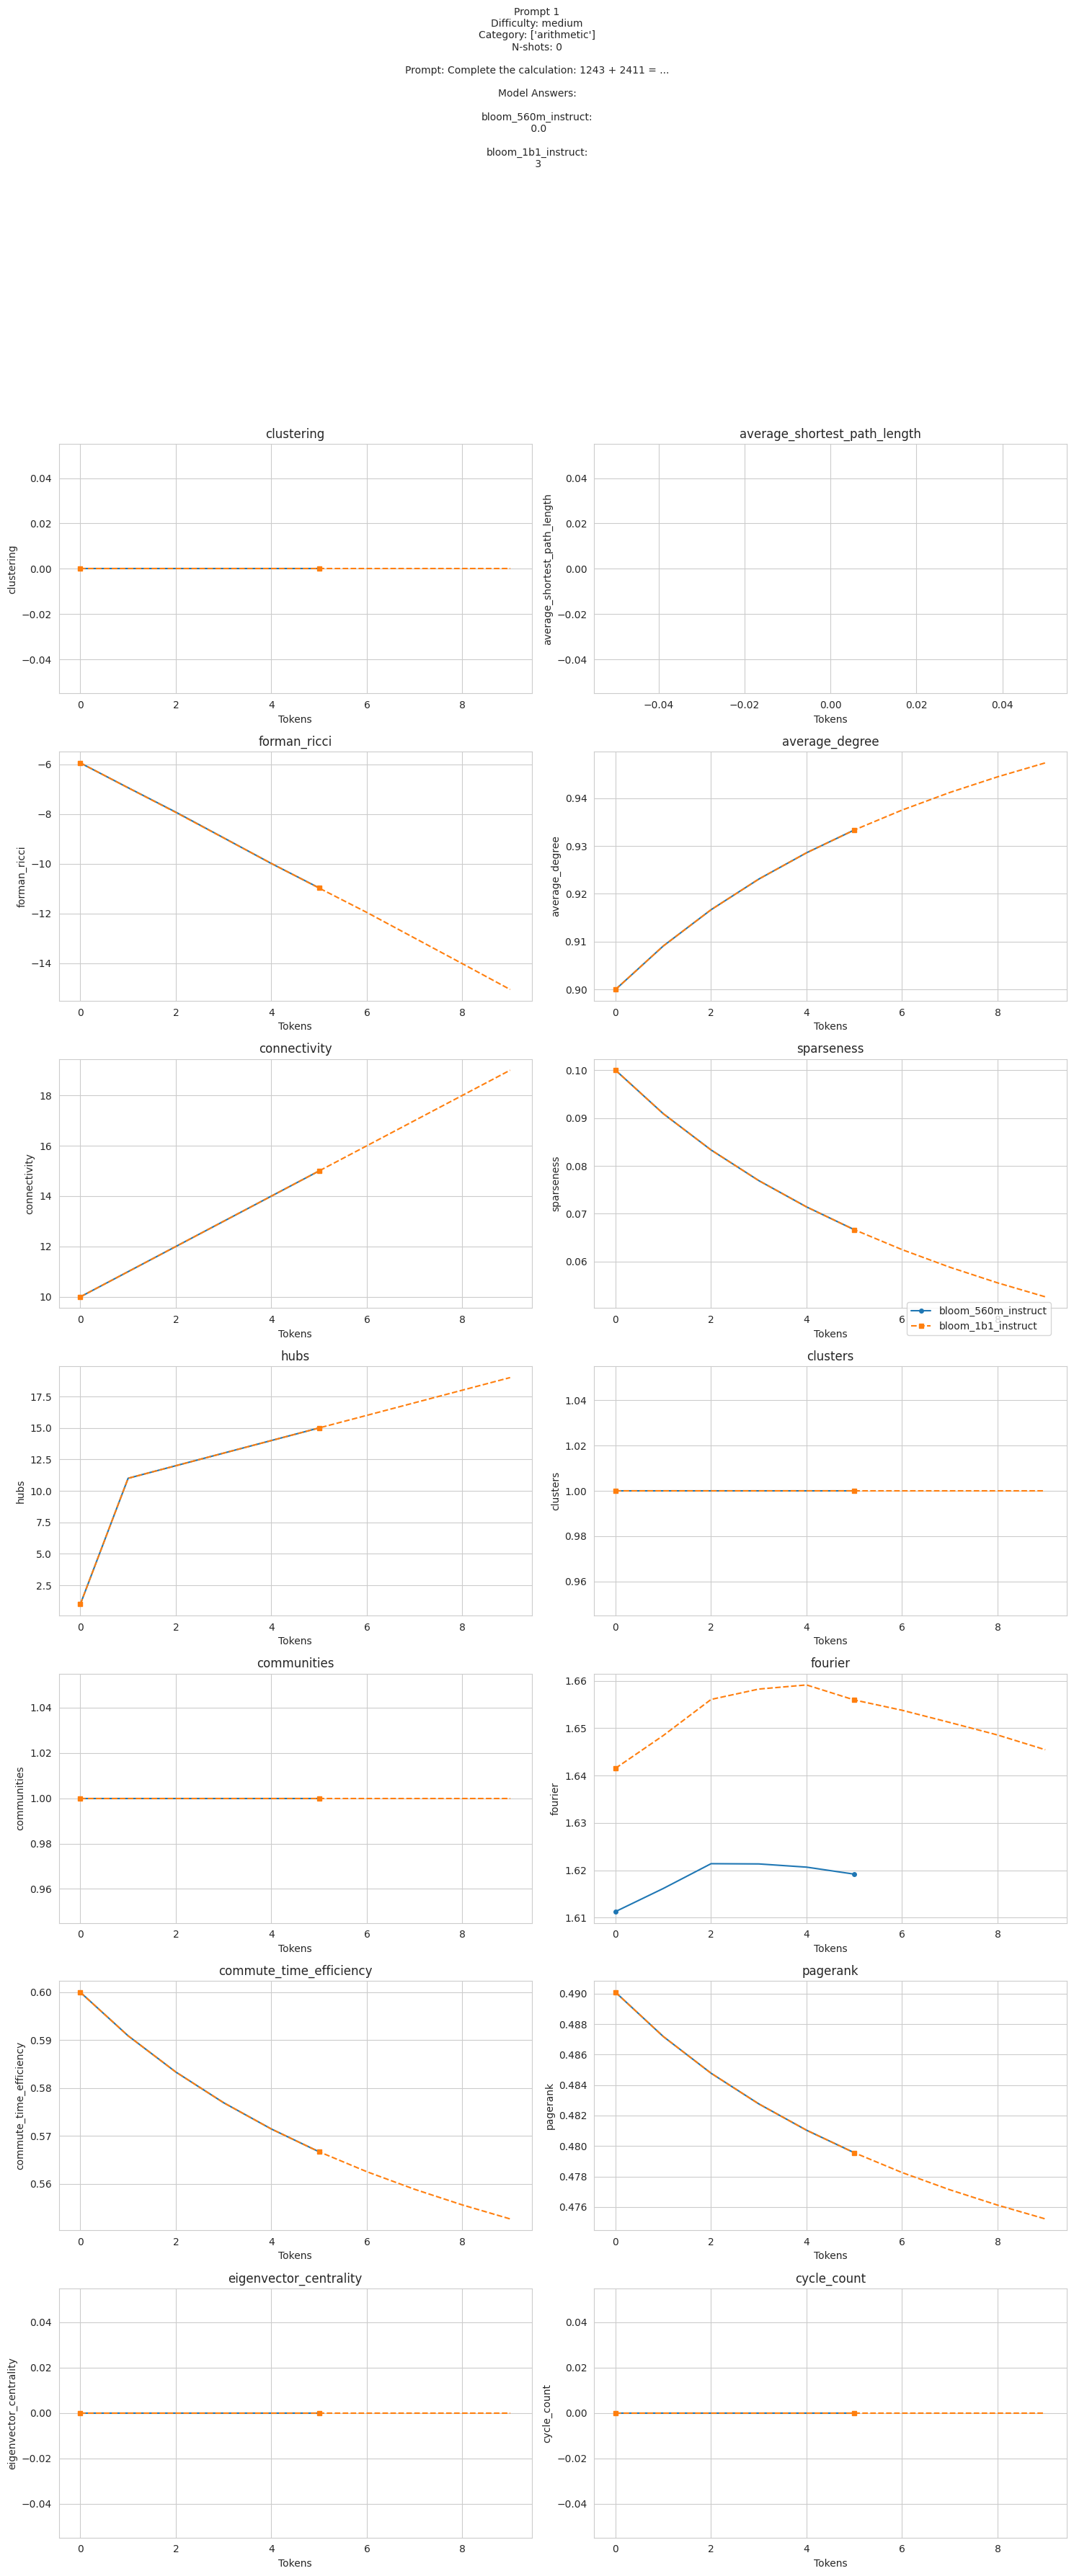 Prompt 1
Difficulty: medium
Category: ['arithmetic']
N-shots: 0
Prompt: Complete the calculation: 1243 + 2411 = ...
Model Answers:
bloom_560m_instruct:
0.0
bloom_1b1_instruct:
3
clustering
clustering
0.04
0.02
0.00
−0.02
−0.04
0 2 4 6 8
Tokens
average_shortest_path_length
average_shortest_path_length
0.04
0.02
0.00
−0.02
−0.04
−0.04 −0.02 0.00 0.02 0.04
Tokens
forman_ricci
forman_ricci
−6
−8
−10
−12
−14
0 2 4 6 8
Tokens
average_degree
average_degree
0.94
0.93
0.92
0.91
0.90
0 2 4 6 8
Tokens
connectivity
connectivity
18
16
14
12
10
0 2 4 6 8
Tokens
sparseness
sparseness
0.10
0.09
0.08
0.07
0.06
0 2 4 6
Tokens
bloom_560m_instruct
bloom_1b1_instruct
hubs
hubs
17.5
15.0
12.5
10.0
7.5
5.0
2.5
0 2 4 6 8
Tokens
clusters
clusters
1.04
1.02
1.00
0.98
0.96
0 2 4 6 8
Tokens
communities
communities
1.04
1.02
1.00
0.98
0.96
0 2 4 6 8
Tokens
fourier
fourier
1.66
1.65
1.64
1.63
1.62
1.61
0 2 4 6 8
Tokens
commute_time_efficiency
commute_time_efficiency
0.60
0.59
0.58
0.57
0.56
0 2 4 6 8
Tokens
pagerank
pagerank
0.490
0.488
0.486
0.484
0.482
0.480
0.478
0.476
0 2 4 6 8
Tokens
eigenvector_centrality
eigenvector_centrality
0.04
0.02
0.00
−0.02
−0.04
0 2 4 6 8
Tokens
cycle_count
cycle_count
0.04
0.02
0.00
−0.02
−0.04
0 2 4 6 8
Tokens